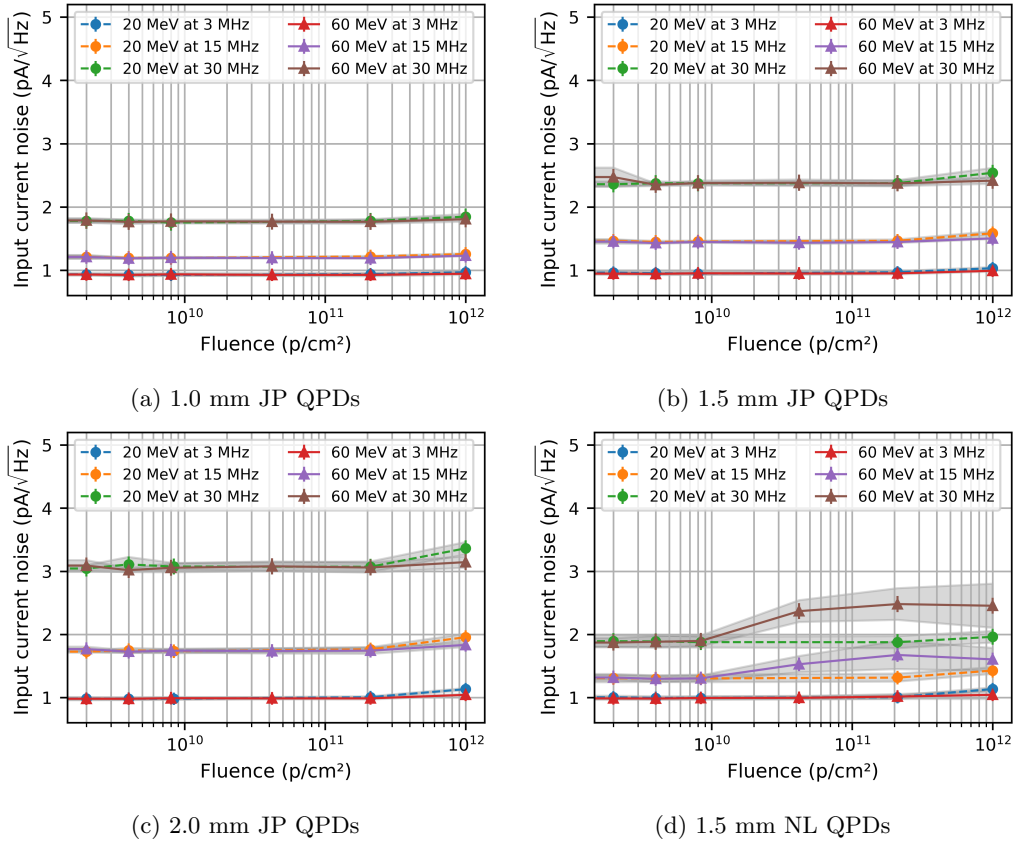 Input current noise (pA/√Hz)
5
4
3
2
1
20 MeV at 3 MHz
20 MeV at 15 MHz
20 MeV at 30 MHz
60 MeV at 3 MHz
60 MeV at 15 MHz
60 MeV at 30 MHz
10¹⁰
10¹¹
10¹²
Fluence (p/cm²)
(a) 1.0 mm JP QPDs
Input current noise (pA/√Hz)
5
4
3
2
1
20 MeV at 3 MHz
20 MeV at 15 MHz
20 MeV at 30 MHz
60 MeV at 3 MHz
60 MeV at 15 MHz
60 MeV at 30 MHz
10¹⁰
10¹¹
10¹²
Fluence (p/cm²)
(b) 1.5 mm JP QPDs
Input current noise (pA/√Hz)
5
4
3
2
1
20 MeV at 3 MHz
20 MeV at 15 MHz
20 MeV at 30 MHz
60 MeV at 3 MHz
60 MeV at 15 MHz
60 MeV at 30 MHz
10¹⁰
10¹¹
10¹²
Fluence (p/cm²)
(c) 2.0 mm JP QPDs
Input current noise (pA/√Hz)
5
4
3
2
1
20 MeV at 3 MHz
20 MeV at 15 MHz
20 MeV at 30 MHz
60 MeV at 3 MHz
60 MeV at 15 MHz
60 MeV at 30 MHz
10¹⁰
10¹¹
10¹²
Fluence (p/cm²)
(d) 1.5 mm NL QPDs